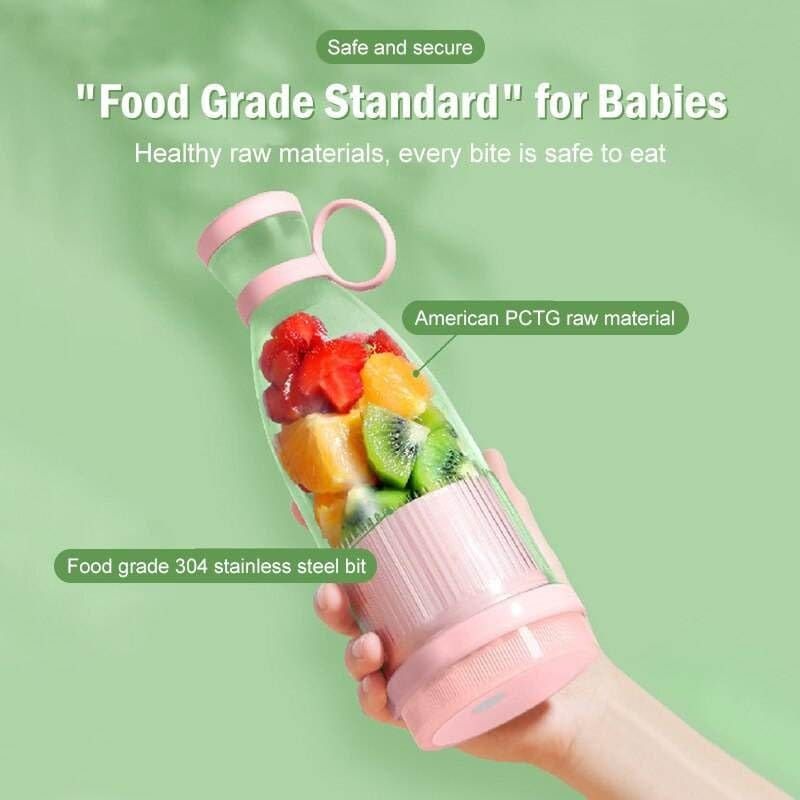 Safe and secure
"Food Grade Standard" for Babies
Healthy raw materials, every bite is safe to eat
American PCTG raw material
Food grade 304 stainless steel bit